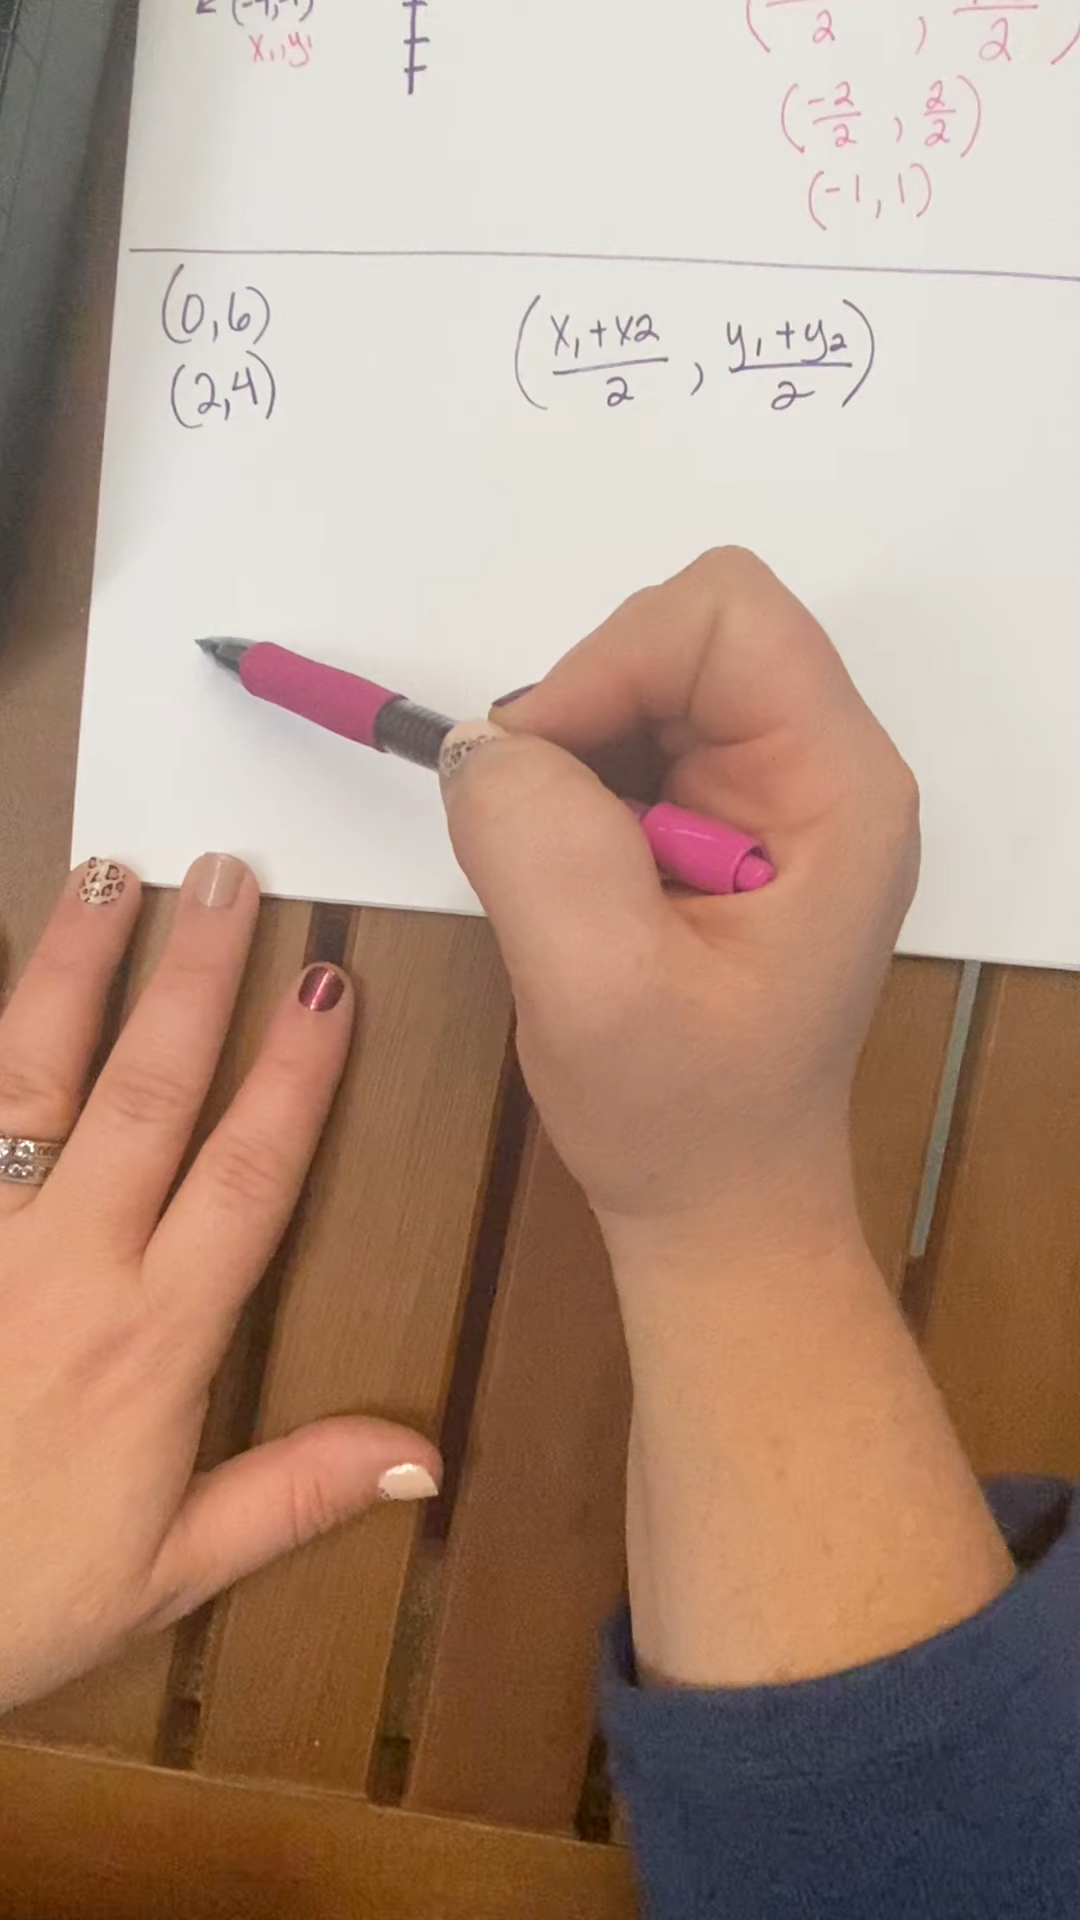 x₁, y₁
(-2/2, 2/2)
(-1, 1)
(0,6)
(2,4)
((x₁+x2)/2, (y₁+y₂)/2)